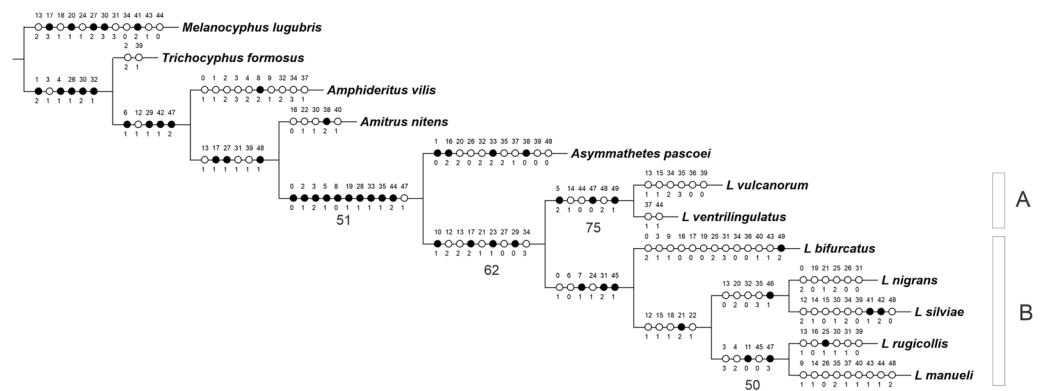 13 17 18 20 24 27 30 31 34 41 43 44
Melanocyphus lugubris
2 3 1 1 1 2 3 3 0 2 1 1
2 39
Trichocyphus formosus
2 1
1 3 4 26 30 32
2 1 1 1 2 1
0 1 2 3 4 8 9 32 34 37
Amphideritus vilis
1 1 2 3 2 2 1 2 3 1
6 12 29 42 47
1 1 1 1 2
16 22 30 38 40
Amitrus nitens
0 1 1 2 1
13 17 27 31 39 48
1 1 1 1 1 1
1 16 20 26 32 33 35 37 38 39 48
Asymmathetes pascoei
0 2 2 0 2 2 2 1 0 0 0
0 2 3 5 8 19 28 33 35 44 47
0 1 2 1 0 1 1 1 1 2 1
51
13 15 34 35 36 39
L vulcanorum
1 1 2 3 0 0
5 14 44 47 48 49
2 1 0 0 2 1
75
37 44
L ventrilingulatus
1 1
A
10 12 13 17 21 23 27 29 34
1 2 2 2 1 1 0 0 3
62
0 3 9 16 17 19 25 31 34 36 40 43 49
L bifurcatus
2 1 1 0 0 0 2 3 0 0 1 1 2
0 6 7 24 31 45
1 0 1 1 2 1
0 19 21 25 26 31
L nigrans
2 0 1 2 0 0
13 20 32 35 46
0 2 0 3 1
12 14 15 30 34 39 41 42 48
L silviae
2 1 0 1 2 0 1 2 0
B
12 15 18 21 22
1 1 1 2 1
13 16 25 30 31 39
L rugicollis
1 0 1 1 1 0
3 4 11 45 47
3 2 0 0 3
50
9 14 26 35 37 40 43 44 48
L manueli
1 1 0 2 1 1 1 1 2